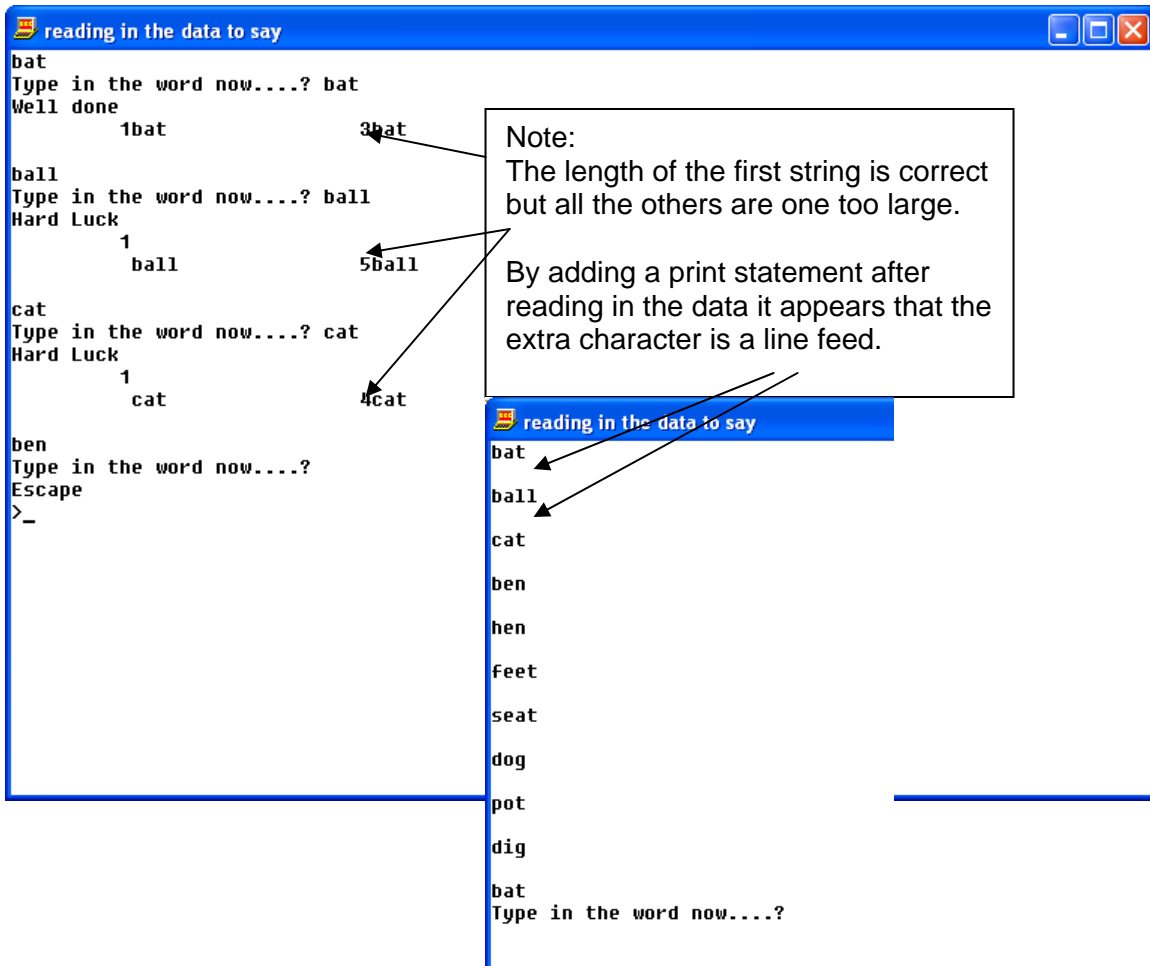 reading in the data to say
bat
Type in the word now....? bat
Well done
1bat 3bat
ball
Type in the word now....? ball
Hard Luck
1
ball 5ball
cat
Type in the word now....? cat
Hard Luck
1
cat 4cat
ben
Type in the word now....?
Escape
>_
Note:
The length of the first string is correct
but all the others are one too large.
By adding a print statement after
reading in the data it appears that the
extra character is a line feed.
reading in the data to say
bat
ball
cat
ben
hen
feet
seat
dog
pot
dig
bat
Type in the word now....?